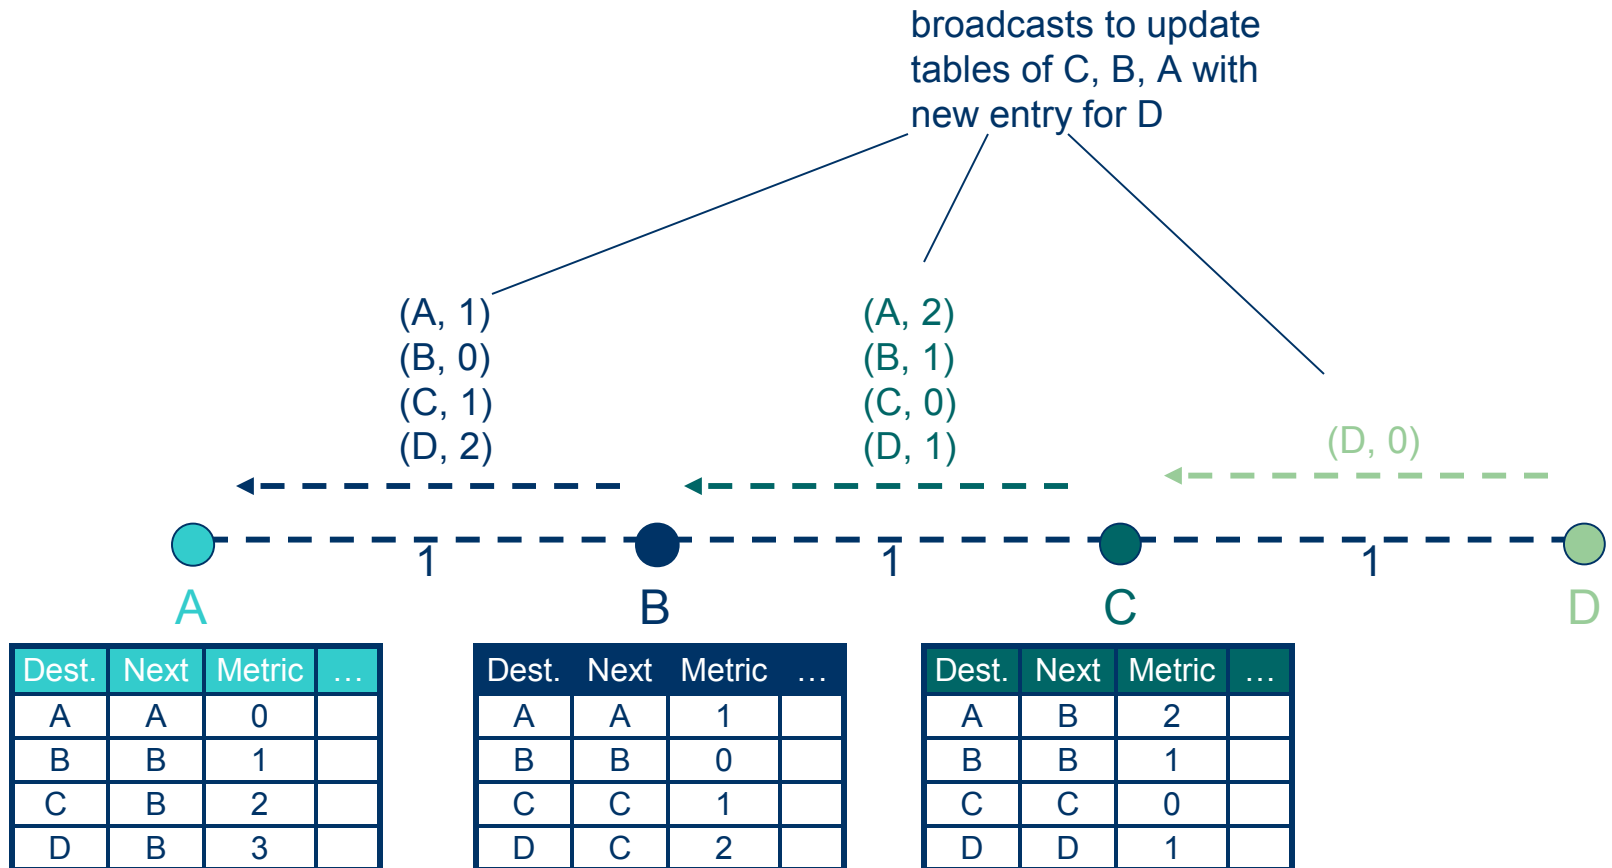 broadcasts to update
tables of C, B, A with
new entry for D
(A, 1)
(B, 0)
(C, 1)
(D, 2)
(A, 2)
(B, 1)
(C, 0)
(D, 1)
(D, 0)
1
1
1
A
B
C
D
Dest. Next Metric …
A A 0
B B 1
C B 2
D B 3
Dest. Next Metric …
A A 1
B B 0
C C 1
D C 2
Dest. Next Metric …
A B 2
B B 1
C C 0
D D 1